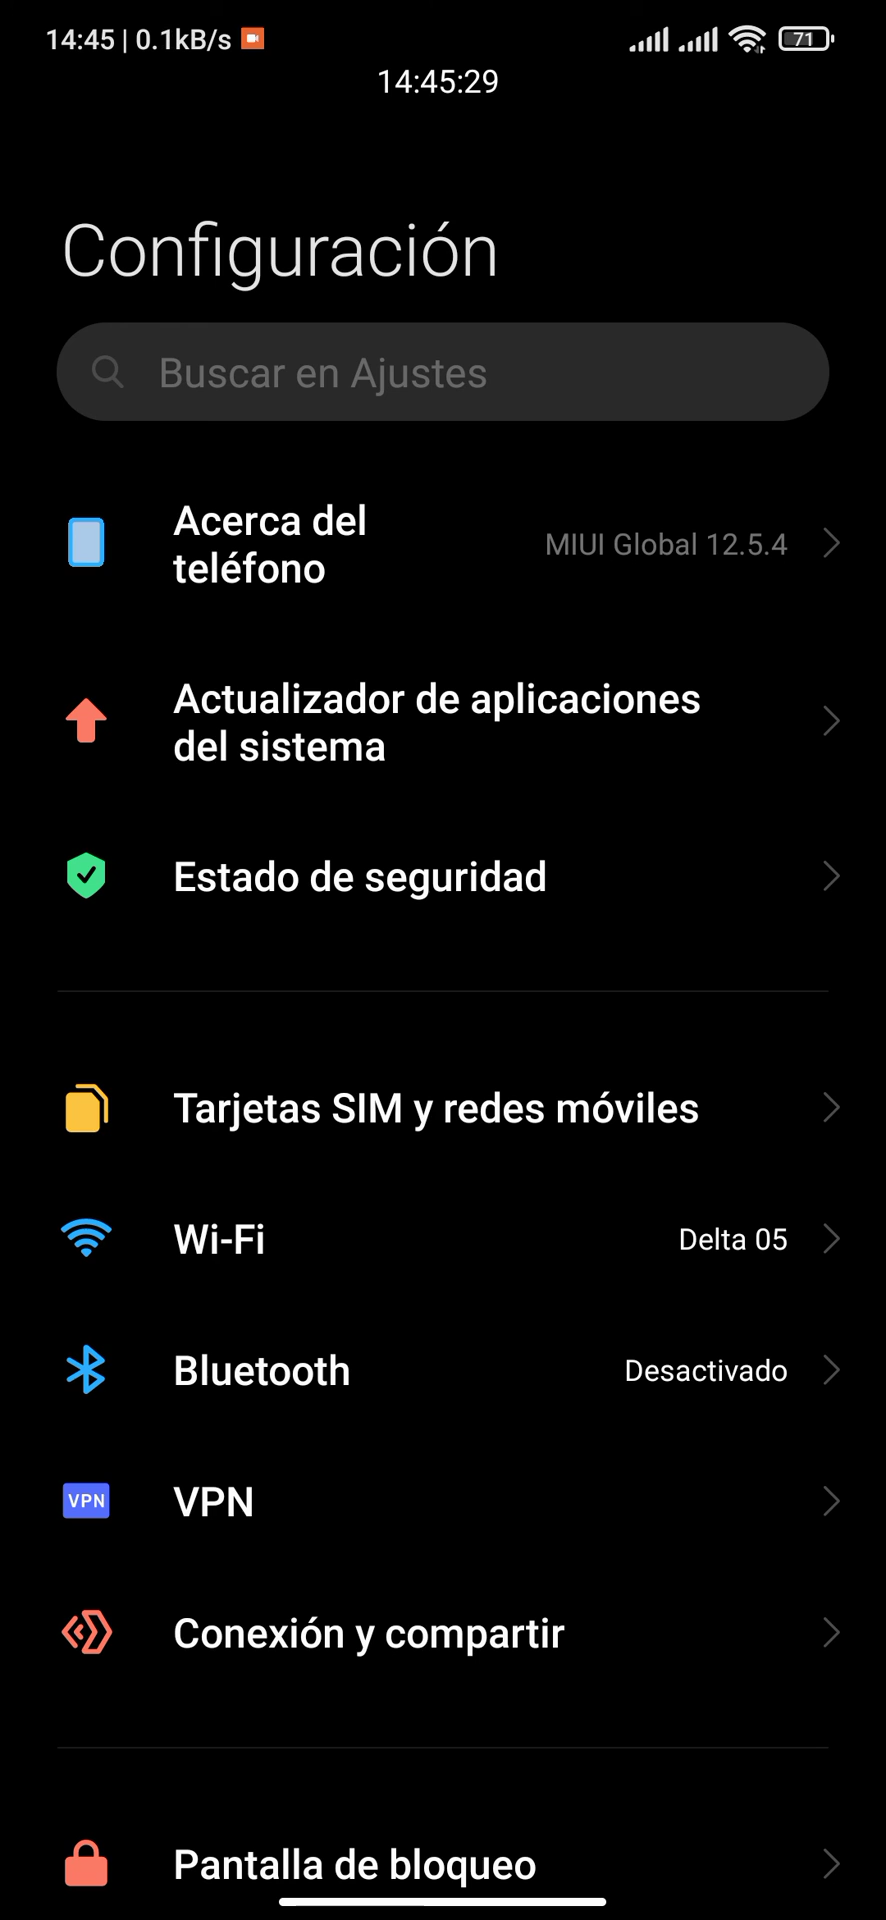 14:45 | 0.1kB/s
71
14:45:29
Configuración
Buscar en Ajustes
Acerca del
teléfono
MIUI Global 12.5.4
Actualizador de aplicaciones
del sistema
Estado de seguridad
Tarjetas SIM y redes móviles
Wi-Fi
Delta 05
Bluetooth
Desactivado
VPN
VPN
Conexión y compartir
Pantalla de bloqueo